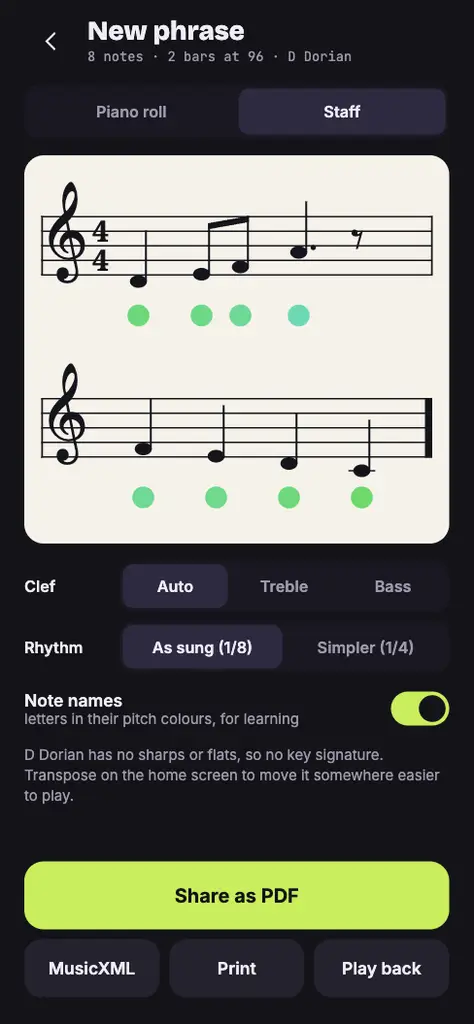 New phrase
8 notes · 2 bars at 96 · D Dorian
Piano roll
Staff
4
4
Clef
Auto
Treble
Bass
Rhythm
As sung (1/8)
Simpler (1/4)
Note names
letters in their pitch colours, for learning
D Dorian has no sharps or flats, so no key signature.
Transpose on the home screen to move it somewhere easier
to play.
Share as PDF
MusicXML
Print
Play back